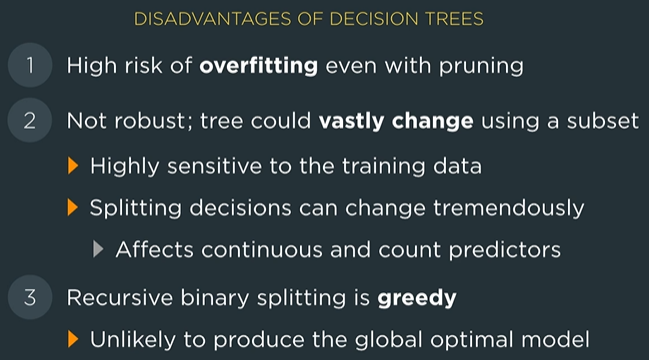 DISADVANTAGES OF DECISION TREES
1 High risk of overfitting even with pruning
2 Not robust; tree could vastly change using a subset
Highly sensitive to the training data
Splitting decisions can change tremendously
Affects continuous and count predictors
3 Recursive binary splitting is greedy
Unlikely to produce the global optimal model